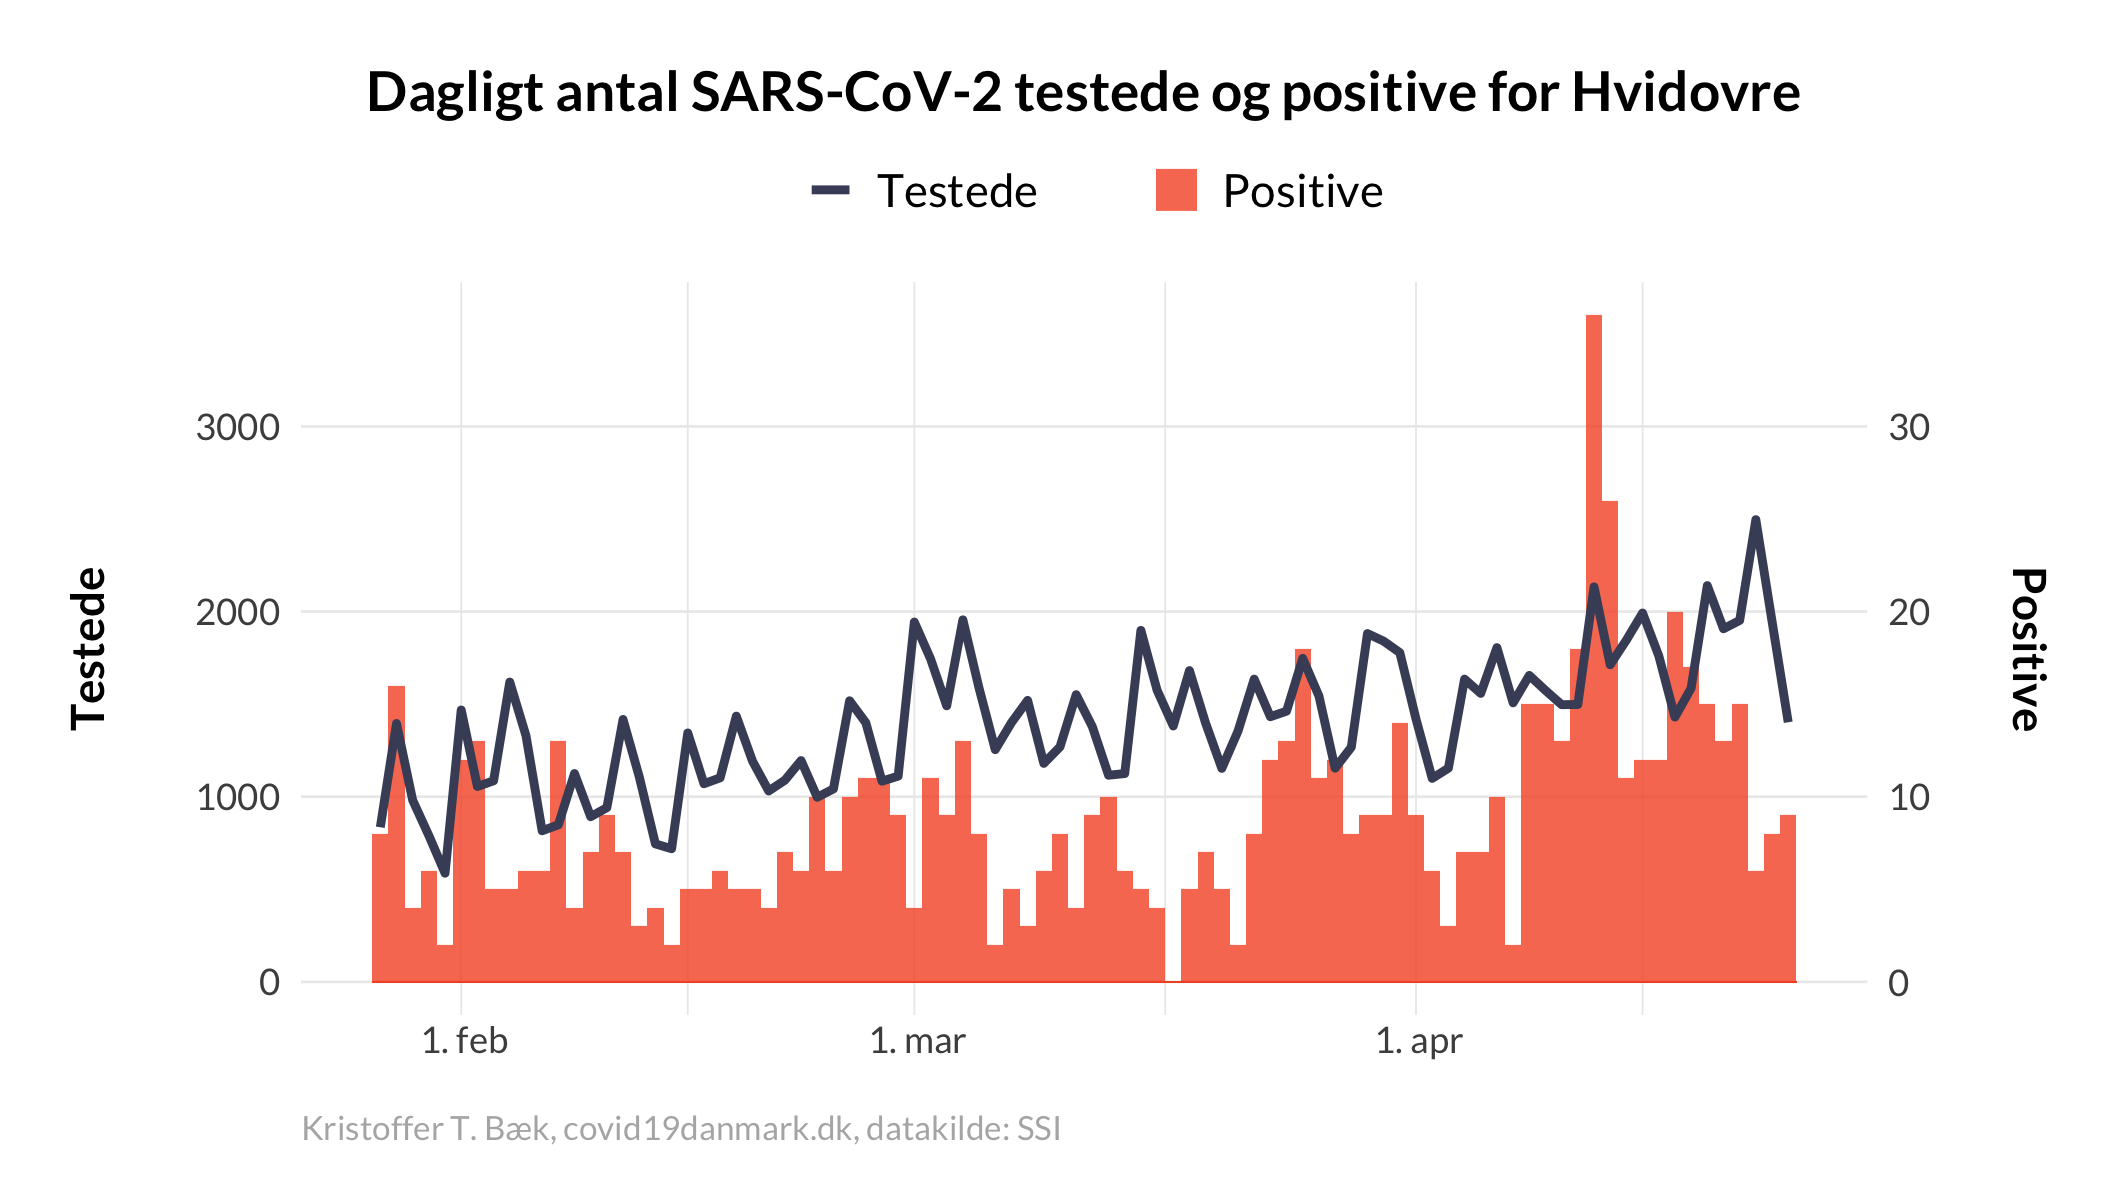 Dagligt antal SARS-CoV-2 testede og positive for Hvidovre
Testede
Positive
3000
2000
1000
0
Testede
30
20
10
0
Positive
1. feb
1. mar
1. apr
Kristoffer T. Bæk, covid19danmark.dk, datakilde: SSI